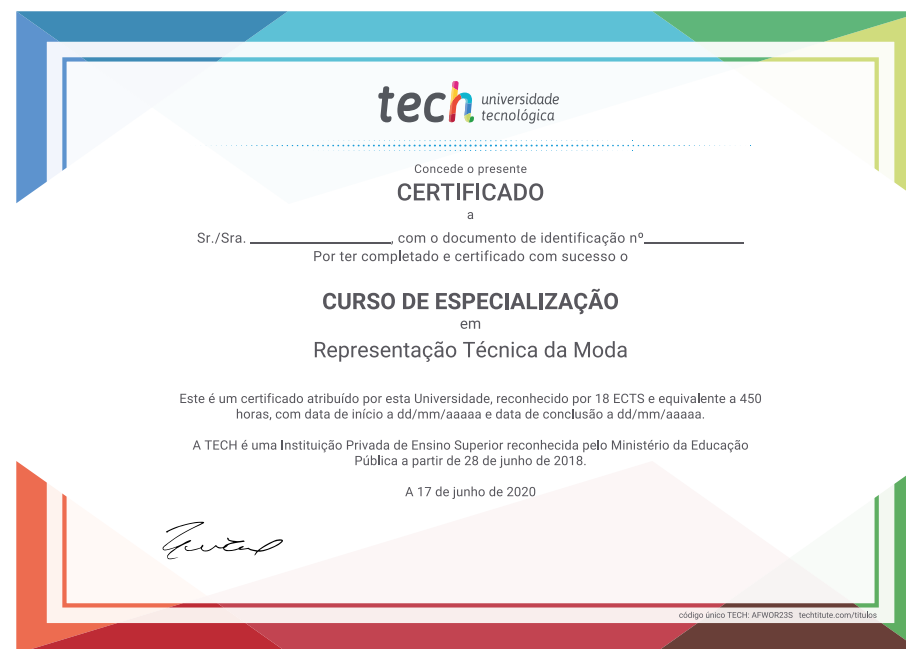 tech universidade
tecnológica
Concede o presente
CERTIFICADO
a
Sr./Sra. ____________________, com o documento de identificação nº______________
Por ter completado e certificado com sucesso o
CURSO DE ESPECIALIZAÇÃO
em
Representação Técnica da Moda
Este é um certificado atribuído por esta Universidade, reconhecido por 18 ECTS e equivalente a 450
horas, com data de início a dd/mm/aaaaa e data de conclusão a dd/mm/aaaaa.
A TECH é uma Instituição Privada de Ensino Superior reconhecida pelo Ministério da Educação
Pública a partir de 28 de junho de 2018.
A 17 de junho de 2020
código único TECH: AFWOR23S techtitute.com/titulos